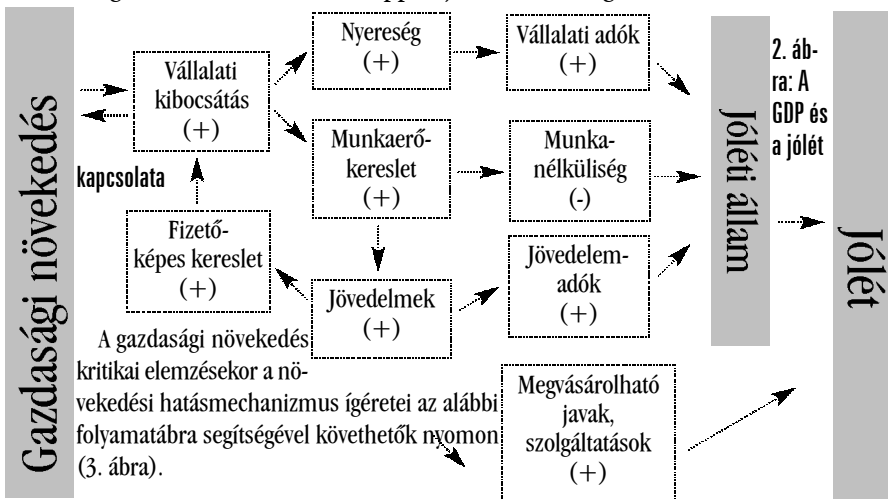 Gazdasági növekedés
Vállalati
kibocsátás
(+)
Nyereség
(+)
Vállalati adók
(+)
Munkaerő-
kereslet
(+)
Munka-
nélküliség
(-)
Fizető-
képes kereslet
(+)
Jövedelmek
(+)
Jövedelem-
adók
(+)
Megvásárolható
javak,
szolgáltatások
(+)
Jóléti állam
Jólét
2. áb-
ra: A
GDP és
a jólét
kapcsolata
A gazdasági növekedés
kritikai elemzésekor a nö-
vekedési hatásmechanizmus ígéretei az alábbi
folyamatábra segítségével követhetők nyomon
(3. ábra).